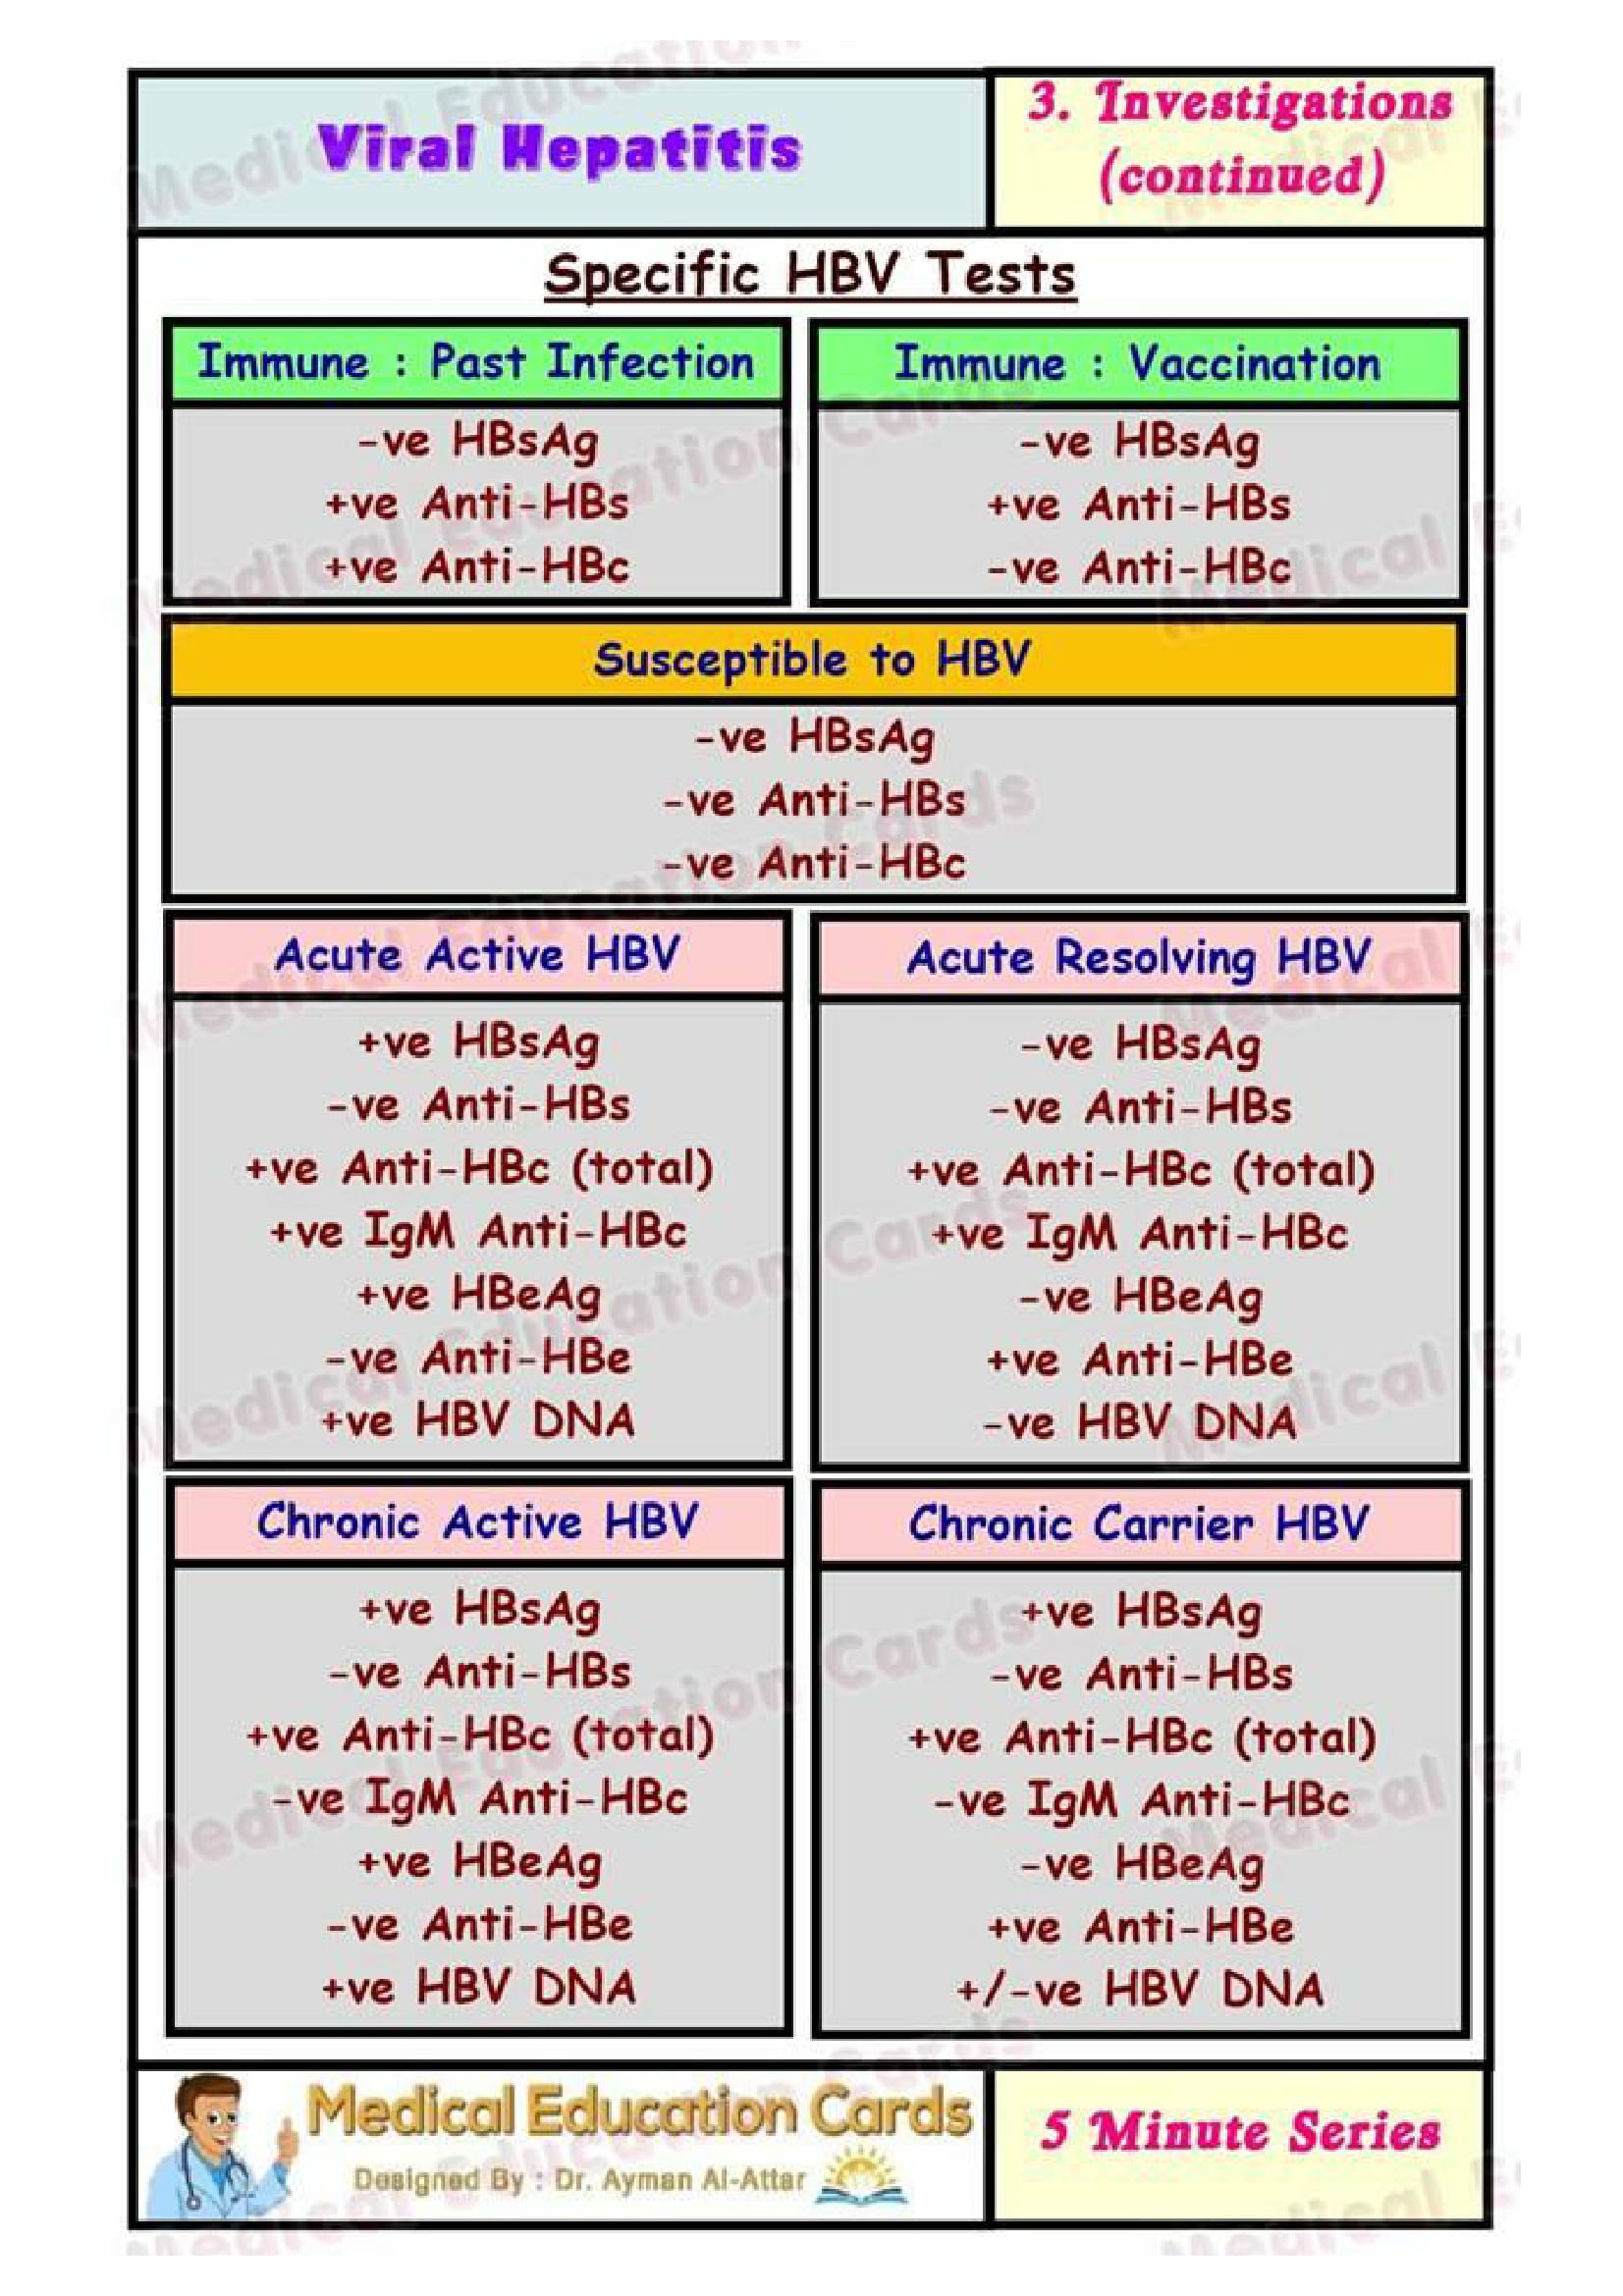 Viral Hepatitis
3. Investigations
(continued)
Specific HBV Tests
Immune : Past Infection
-ve HBsAg
+ve Anti-HBs
+ve Anti-HBc
Immune : Vaccination
-ve HBsAg
+ve Anti-HBs
-ve Anti-HBc
Susceptible to HBV
-ve HBsAg
-ve Anti-HBs
-ve Anti-HBc
Acute Active HBV
+ve HBsAg
-ve Anti-HBs
+ve Anti-HBc (total)
+ve IgM Anti-HBc
+ve HBeAg
-ve Anti-HBe
+ve HBV DNA
Acute Resolving HBV
-ve HBsAg
-ve Anti-HBs
+ve Anti-HBc (total)
+ve IgM Anti-HBc
-ve HBeAg
+ve Anti-HBe
-ve HBV DNA
Chronic Active HBV
+ve HBsAg
-ve Anti-HBs
+ve Anti-HBc (total)
-ve IgM Anti-HBc
+ve HBeAg
-ve Anti-HBe
+ve HBV DNA
Chronic Carrier HBV
+ve HBsAg
-ve Anti-HBs
+ve Anti-HBc (total)
-ve IgM Anti-HBc
-ve HBeAg
+ve Anti-HBe
+/-ve HBV DNA
Medical Education Cards
Designed By : Dr. Ayman Al-Attar
5 Minute Series